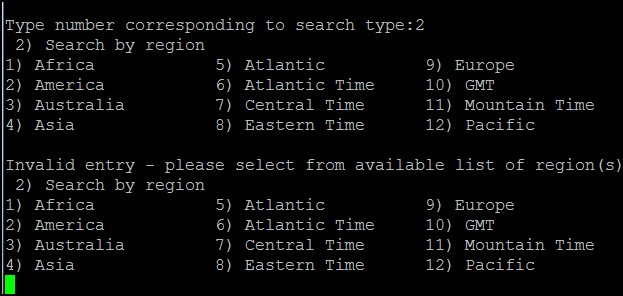 Type number corresponding to search type:2
 2) Search by region
1) Africa            5) Atlantic          9) Europe
2) America           6) Atlantic Time     10) GMT
3) Australia         7) Central Time      11) Mountain Time
4) Asia              8) Eastern Time      12) Pacific

Invalid entry - please select from available list of region(s)
 2) Search by region
1) Africa            5) Atlantic          9) Europe
2) America           6) Atlantic Time     10) GMT
3) Australia         7) Central Time      11) Mountain Time
4) Asia              8) Eastern Time      12) Pacific